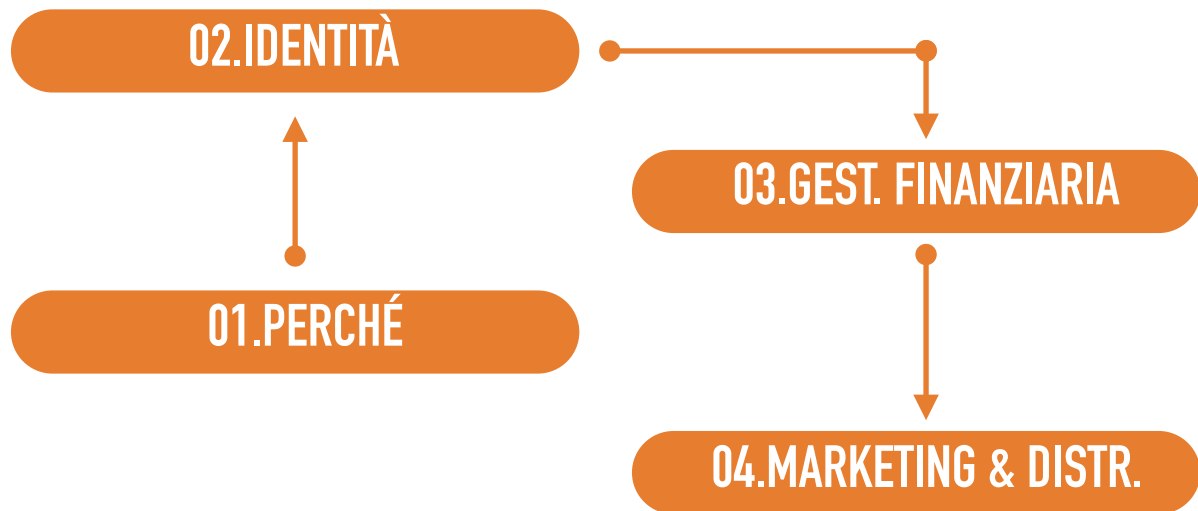 02.IDENTITÀ
03.GEST. FINANZIARIA
01.PERCHÉ
04.MARKETING & DISTR.